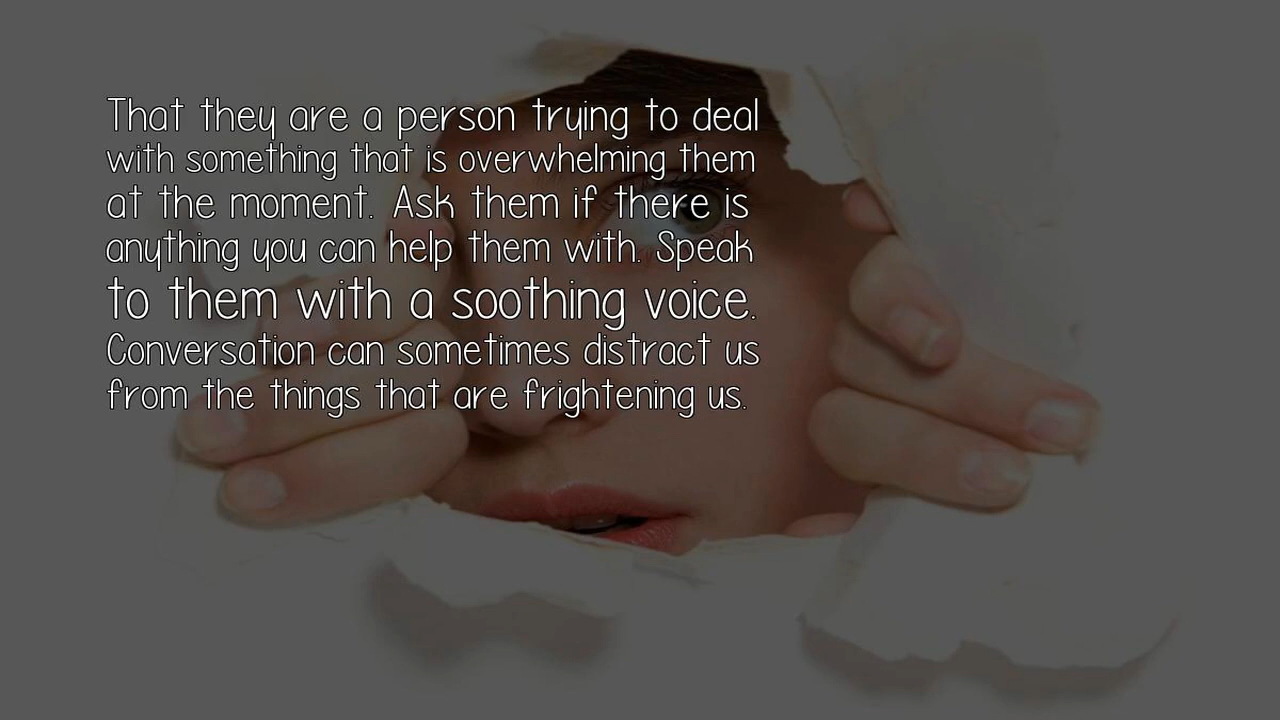 That they are a person trying to deal
with something that is overwhelming them
at the moment. Ask them if there is
anything you can help them with. Speak
to them with a soothing voice.
Conversation can sometimes distract us
from the things that are frightening us.